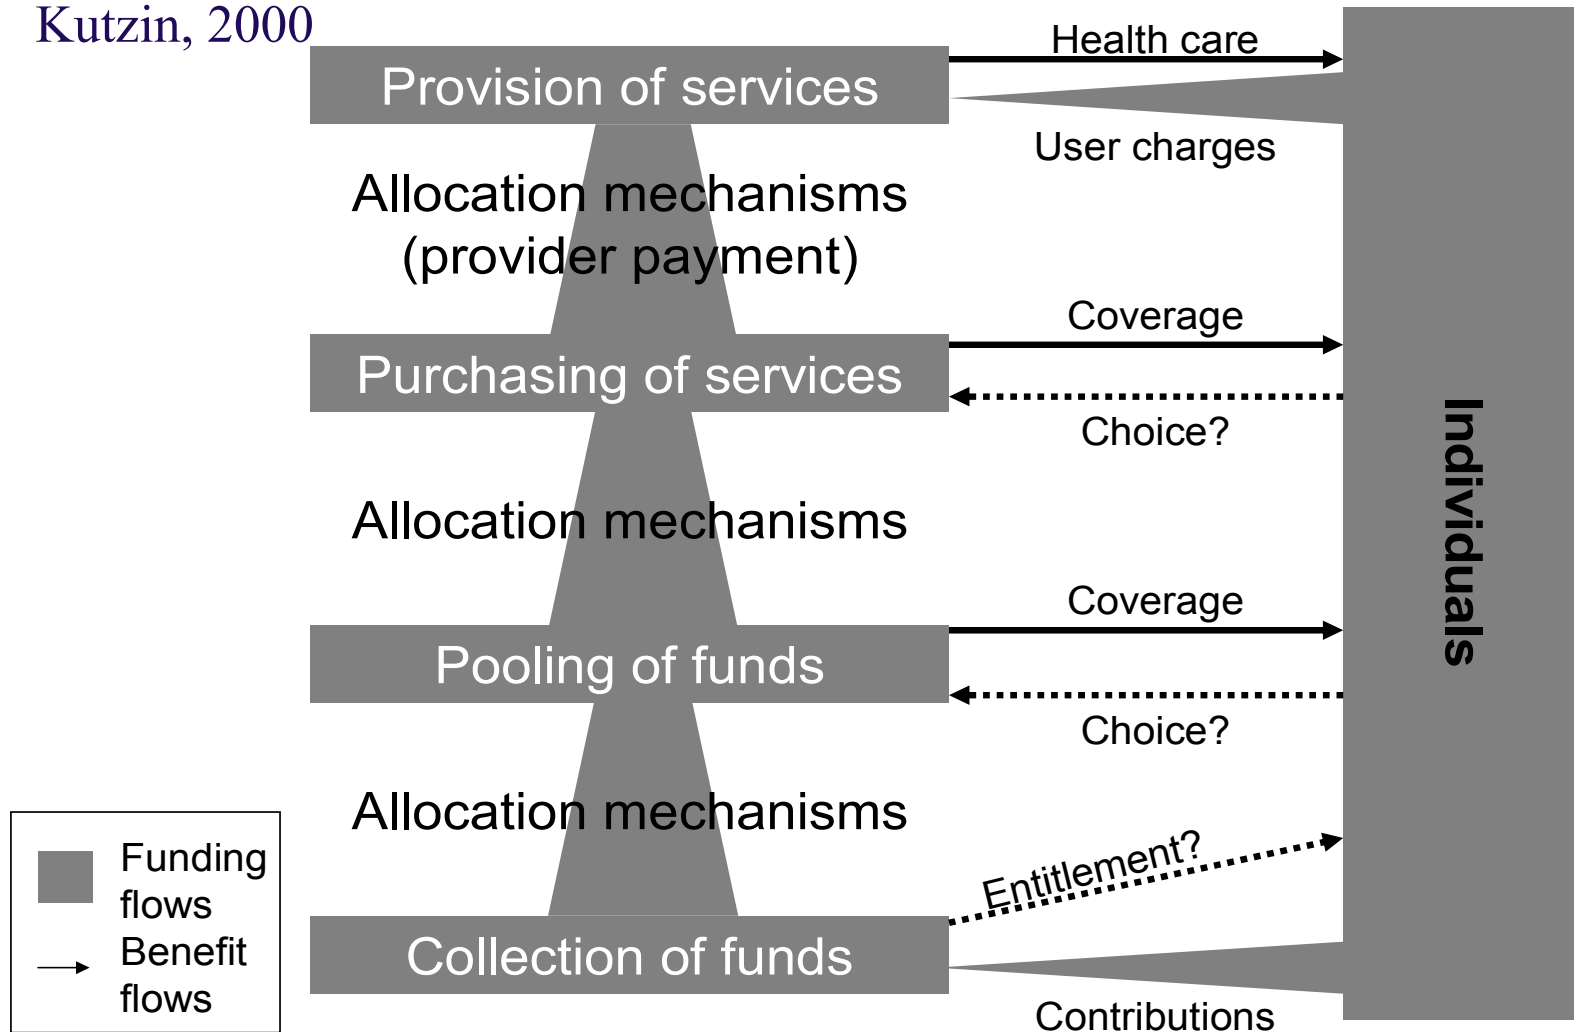 Kutzin, 2000
Health care
Provision of services
User charges
Allocation mechanisms
(provider payment)
Coverage
Purchasing of services
Choice?
Allocation mechanisms
Coverage
Pooling of funds
Choice?
Allocation mechanisms
Entitlement?
Collection of funds
Contributions
Individuals
Funding
flows
Benefit
flows